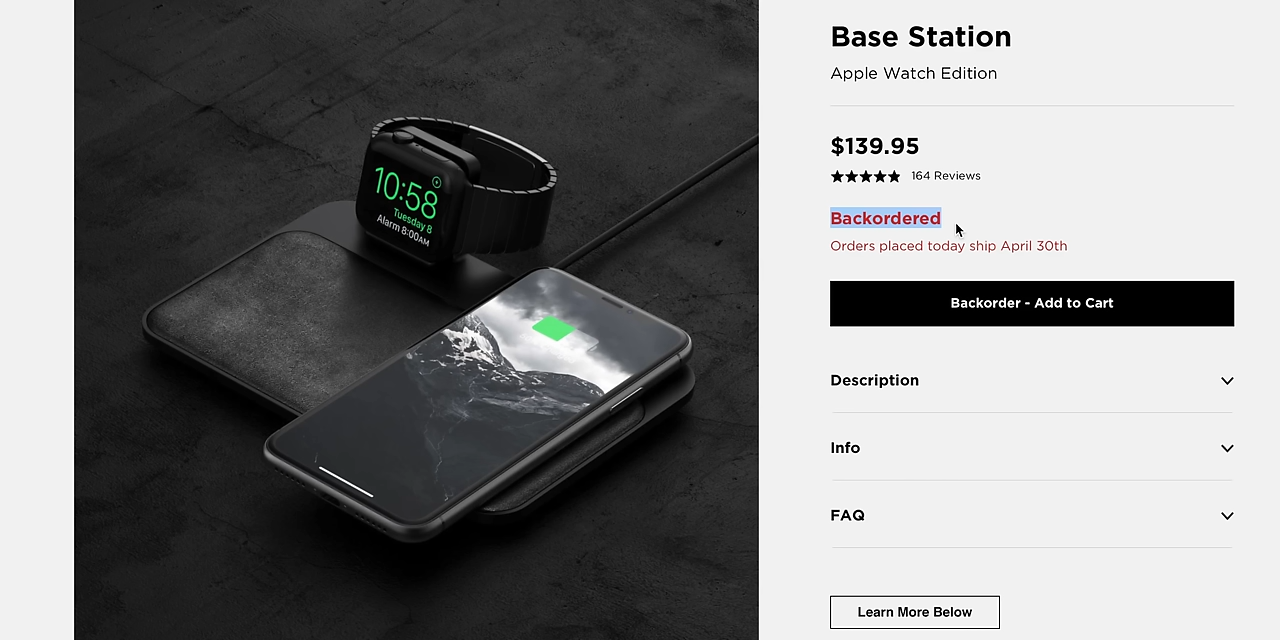 Base Station
Apple Watch Edition
$139.95
164 Reviews
Backordered
Orders placed today ship April 30th
Backorder - Add to Cart
Description
Info
FAQ
Learn More Below
10:58
Tuesday 8
Alarm 8:00AM